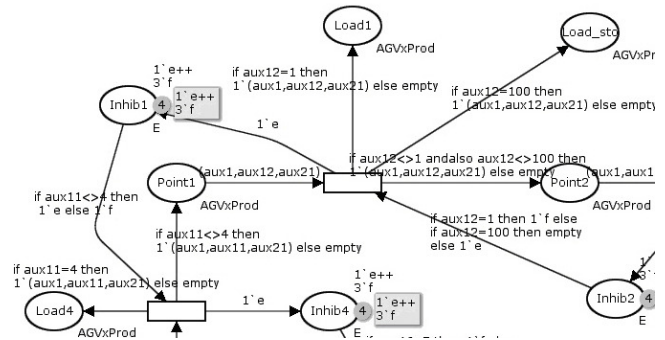 Load1
AGVxProd
Load_sto
AGVxPr
1`e++
3`f
Inhib1
4
1`e++
3`f
E
if aux12=1 then
1`(aux1,aux12,aux21) else empty
if aux12=100 then
1`(aux1,aux12,aux21) else empty
1`e
(aux1,aux12,aux21)
if aux12<>1 andalso aux12<>100 then
1`(aux1,aux12,aux21) else empty
Point1
AGVxProd
Point2
AGVxProd
(aux1,aux1
if aux11<>4 then
1`e else 1`f
if aux11<>4 then
1`(aux1,aux11,aux21) else empty
if aux12=1 then 1`f else
if aux12=100 then empty
else 1`e
if aux11=4 then
1`(aux1,aux11,aux21) else empty
Load4
AGVxProd
1`e
1`e++
3`f
Inhib4
4
1`e++
3`f
E
3`f
Inhib2
4
E